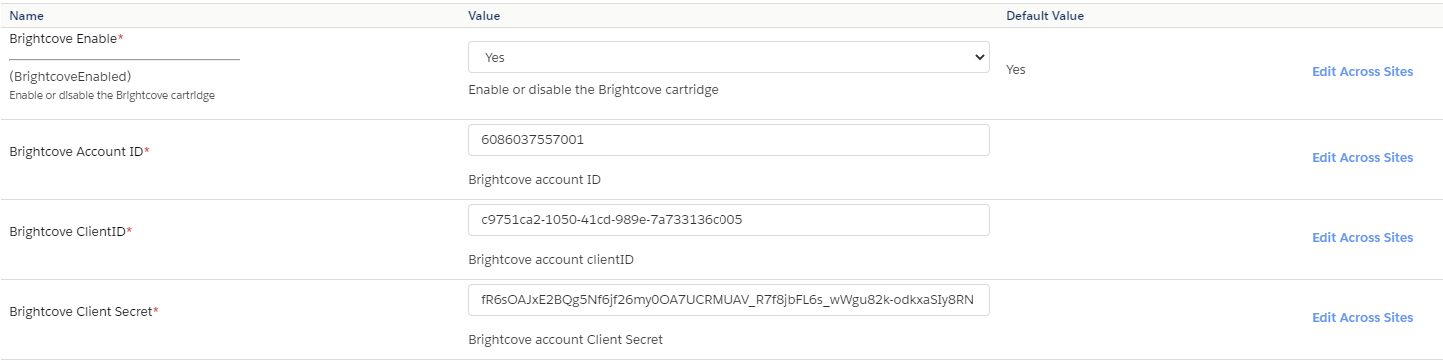 Name Value Default Value
Brightcove Enable*
Yes
Yes
Edit Across Sites
(BrightcoveEnabled)
Enable or disable the Brightcove cartridge
Enable or disable the Brightcove cartridge
6086037557001
Brightcove Account ID*
Edit Across Sites
Brightcove account ID
c9751ca2-1050-41cd-989e-7a733136c005
Brightcove ClientID*
Edit Across Sites
Brightcove account clientID
fR6sOAJxE2BQg5Nf6jf26my0OA7UCRMUAV_R7f8jbFL6s_wWgu82k-odkxaSIy8RN
Brightcove Client Secret*
Edit Across Sites
Brightcove account Client Secret